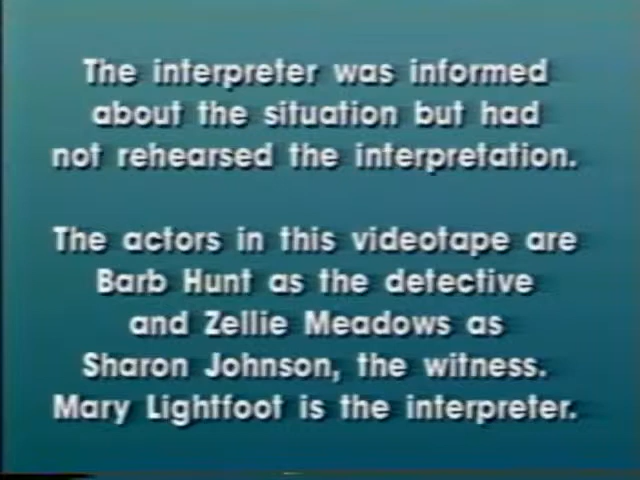 The interpreter was informed
about the situation but had
not rehearsed the interpretation.
The actors in this videotape are
Barb Hunt as the detective
and Zellie Meadows as
Sharon Johnson, the witness.
Mary Lightfoot is the interpreter.